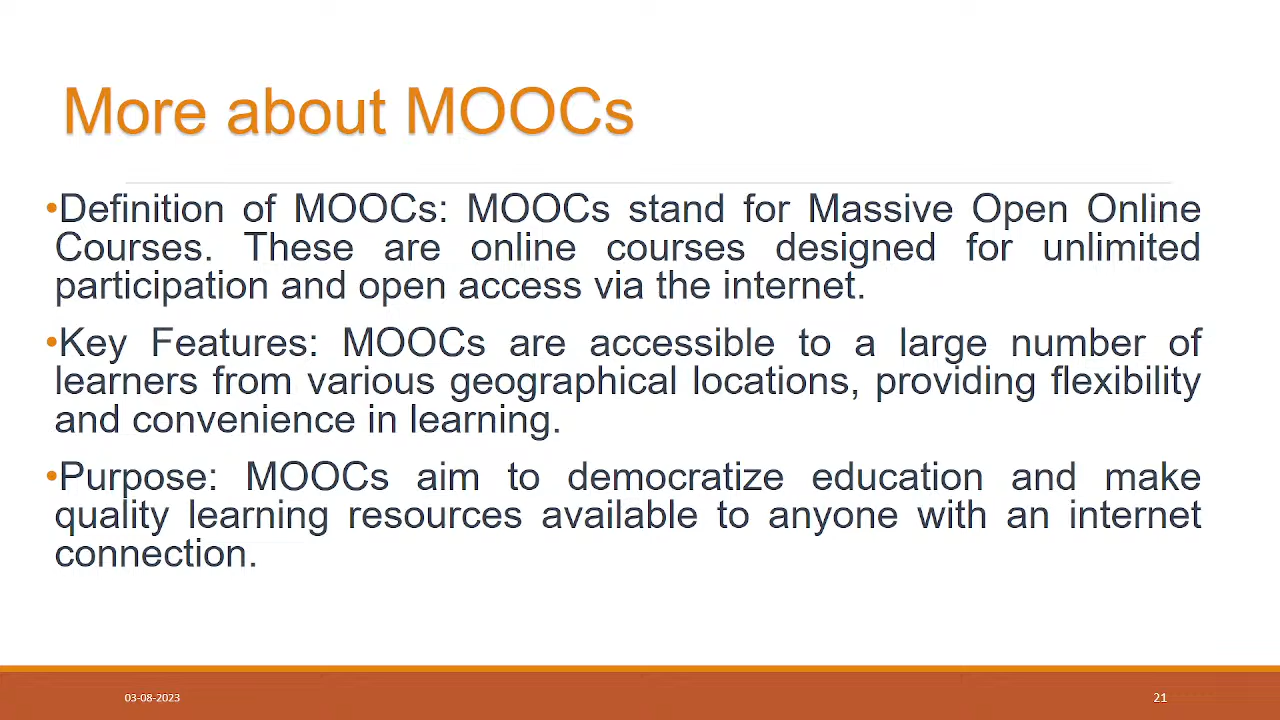 More about MOOCs
•Definition of MOOCs: MOOCs stand for Massive Open Online
Courses. These are online courses designed for unlimited
participation and open access via the internet.
•Key Features: MOOCs are accessible to a large number of
learners from various geographical locations, providing flexibility
and convenience in learning.
•Purpose: MOOCs aim to democratize education and make
quality learning resources available to anyone with an internet
connection.
03-08-2023
21